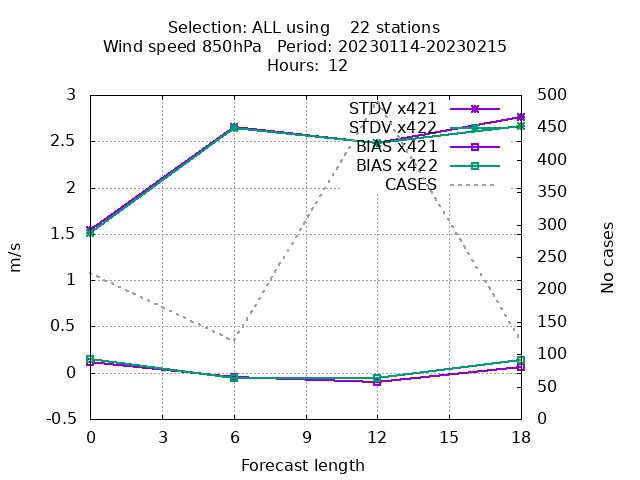 Selection: ALL using    22 stations
Wind speed 850hPa   Period: 20230114-20230215
Hours:  12
3
2.5
2
1.5
1
0.5
0
-0.5
m/s
STDV x421
STDV x422
BIAS x421
BIAS x422
CASES
500
450
400
350
300
250
200
150
100
50
0
No cases
0 3 6 9 12 15 18
Forecast length